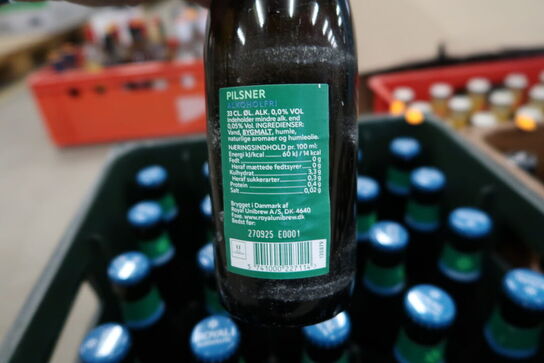 PILSNER
ALKOHOLFRI
33 CL. ØL. ALK. 0,0% VOL
Indeholder mindre alk. end
0,05% VOL. INGREDIENSER:
Vand, BYGMALT, humle,
naturlige aromaer og humleolie.
NÆRINGSINDHOLD pr. 100 ml:
Energi kj/kcal 60 kj / 14 kcal
Fedt 0 g
Heraf mættede fedtsyrer 0 g
Kulhydrat 3,3 g
Heraf sukkerarter 0,3 g
Protein 0,4 g
Salt 0,02 g
Brygget i Danmark af
Royal Unibrew A/S, DK 4640
Faxe. www.royalunibrew.dk
Bedst før:
270925 E0001
ROYAL